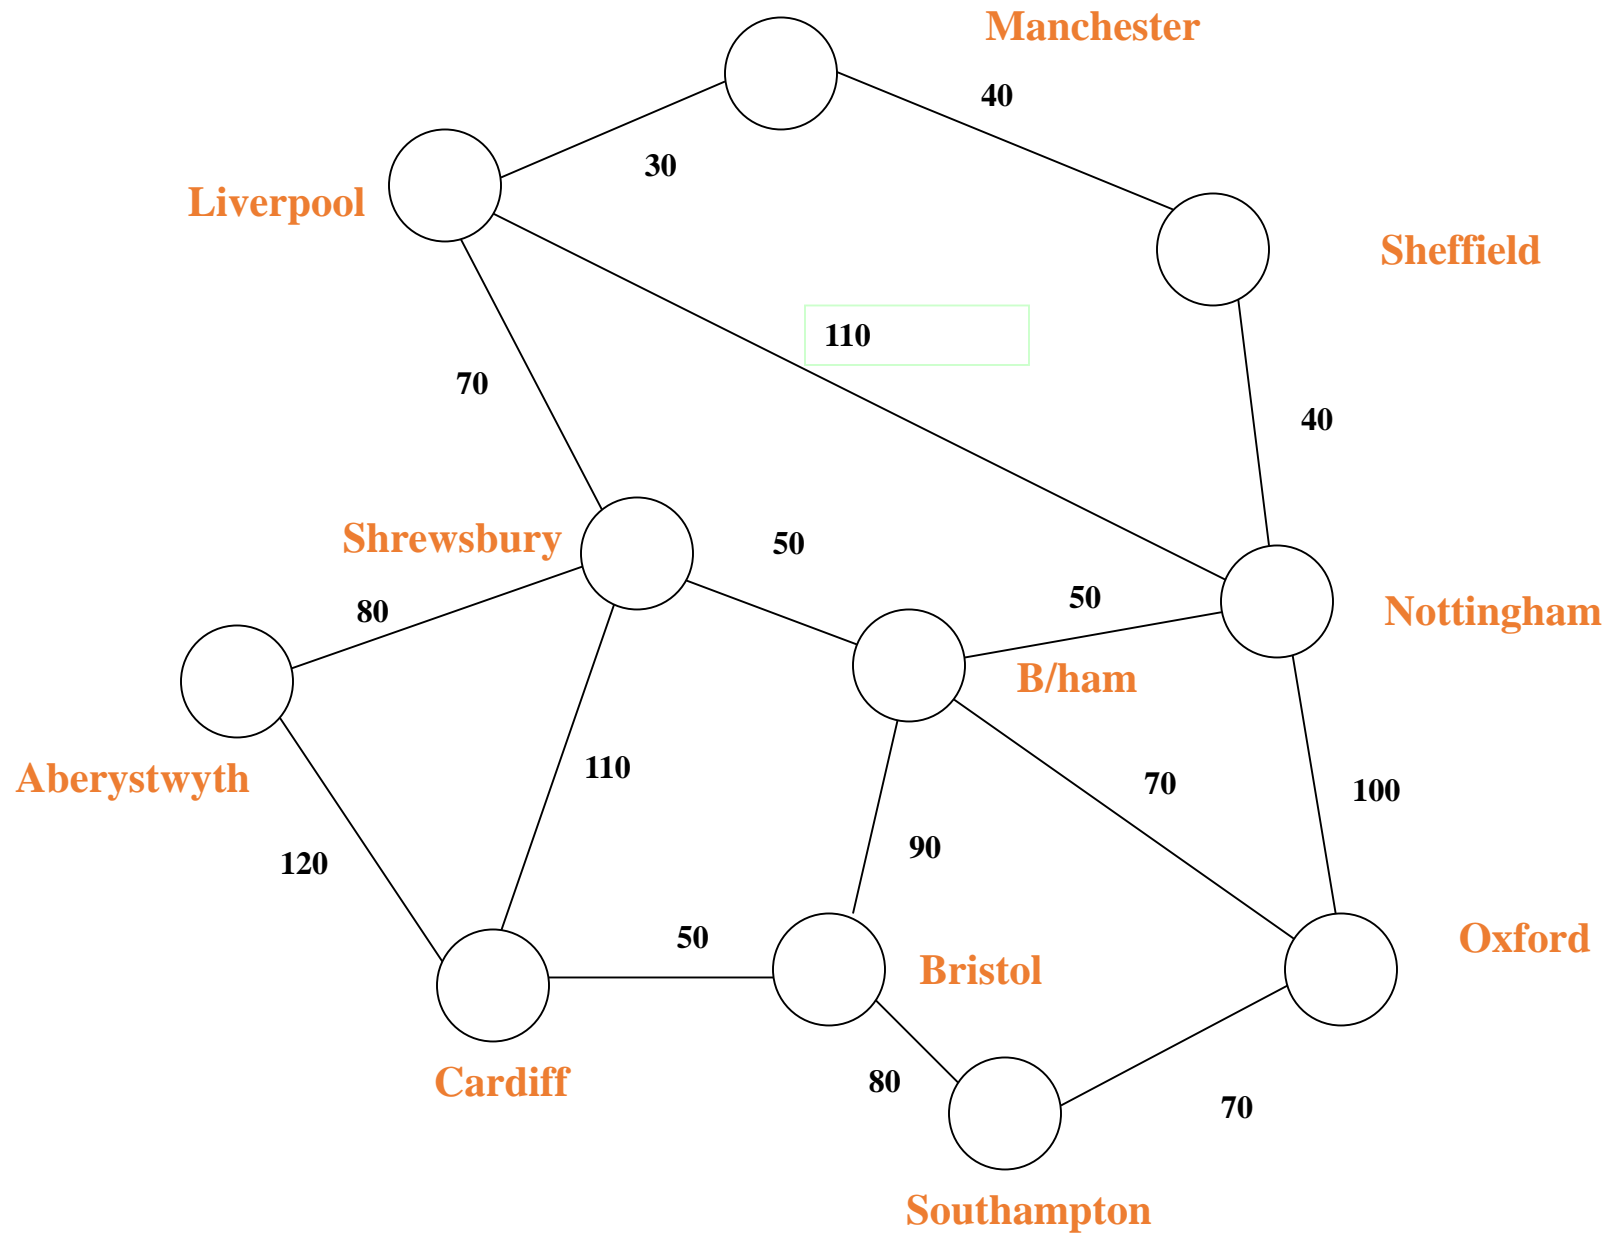 Manchester
40
30
Liverpool
Sheffield
110
70
40
Shrewsbury
50
50
80
Nottingham
B/ham
Aberystwyth
110
70
100
90
120
50
Oxford
Bristol
Cardiff
80
70
Southampton